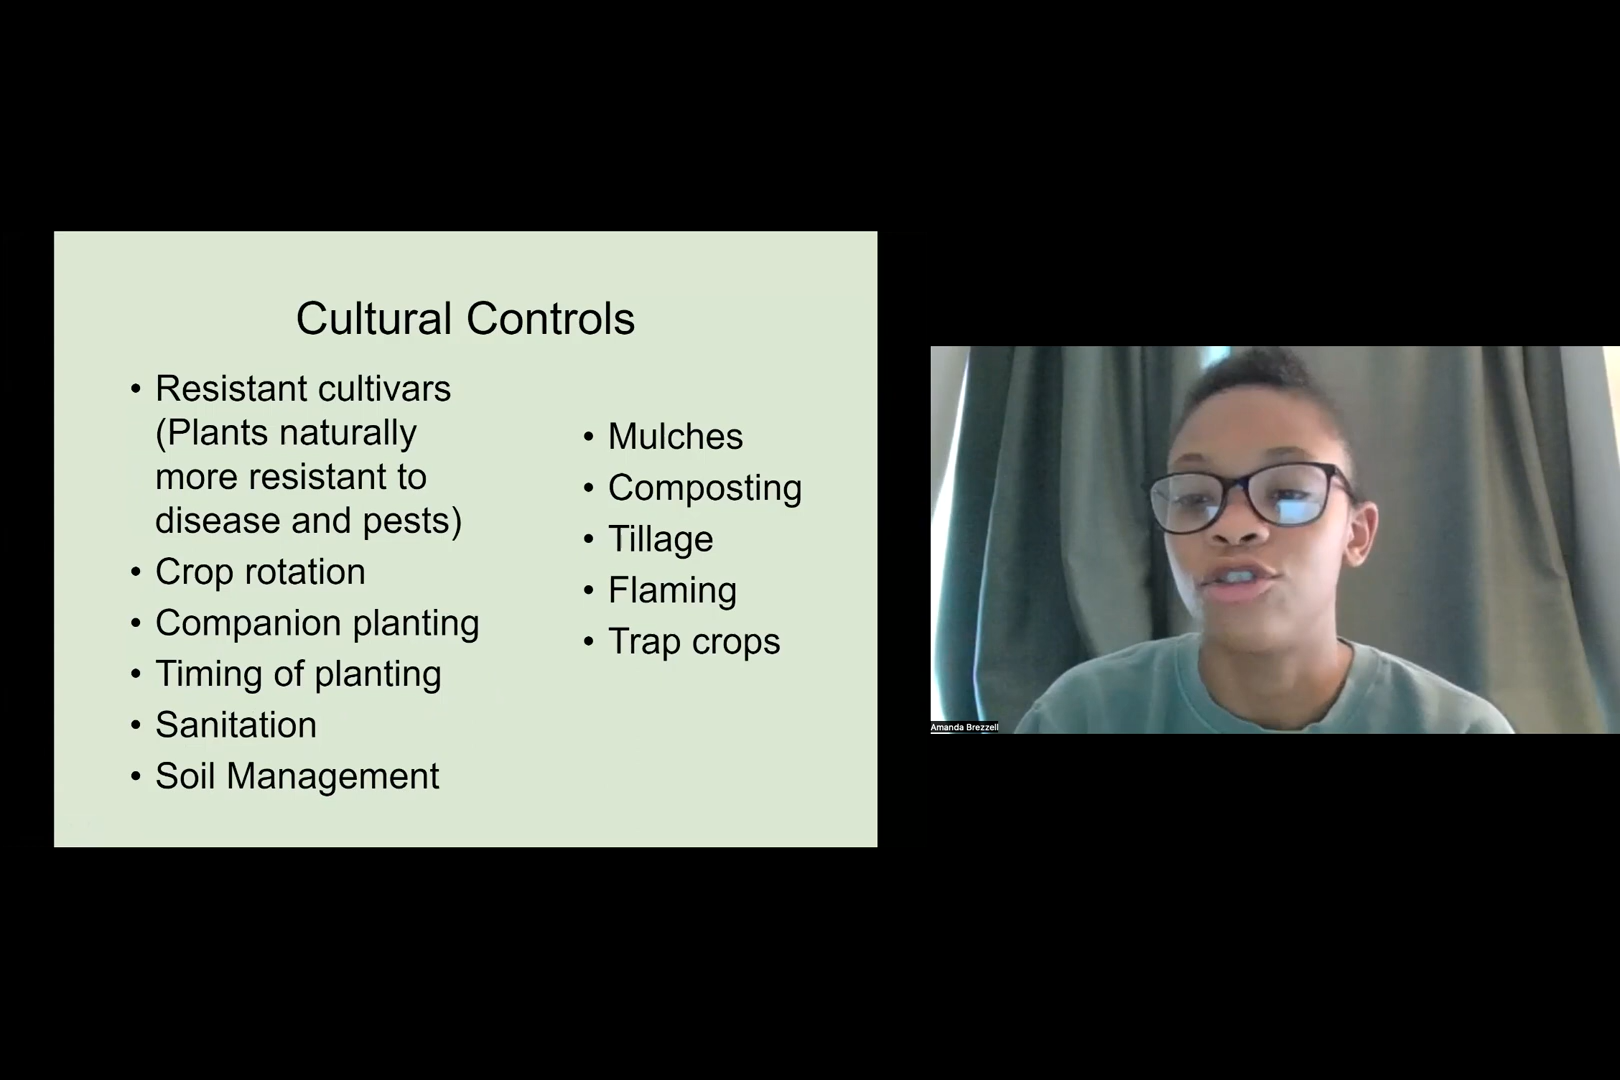 Cultural Controls
• Resistant cultivars
(Plants naturally
more resistant to
disease and pests)
• Crop rotation
• Companion planting
• Timing of planting
• Sanitation
• Soil Management
• Mulches
• Composting
• Tillage
• Flaming
• Trap crops
Amanda Brezzell